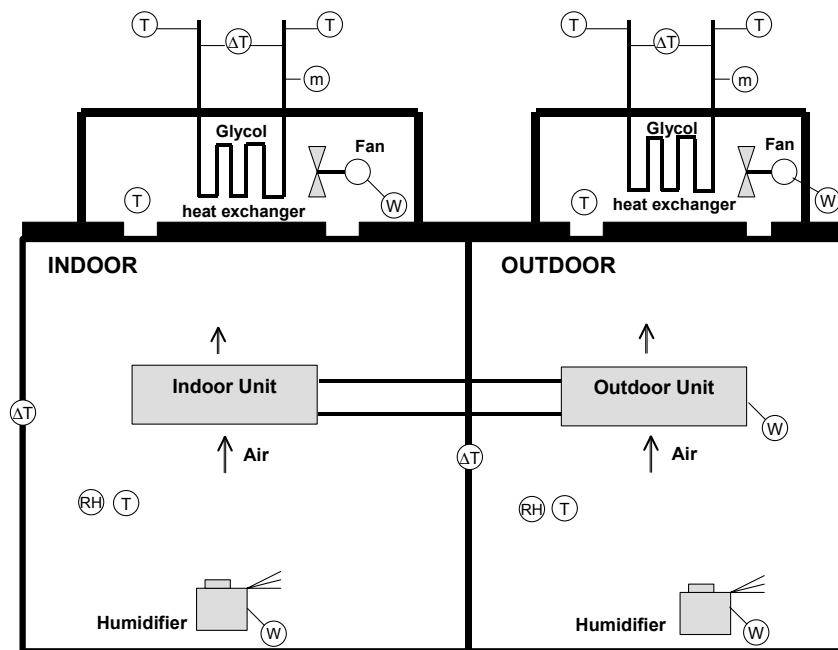 T
T
ΔT
m
Glycol
Fan
T
W
heat exchanger
T
T
ΔT
m
Glycol
Fan
T
W
heat exchanger
INDOOR
OUTDOOR
Indoor Unit
Outdoor Unit
ΔT
W
Air
ΔT
Air
RH
T
RH
T
Humidifier
W
Humidifier
W